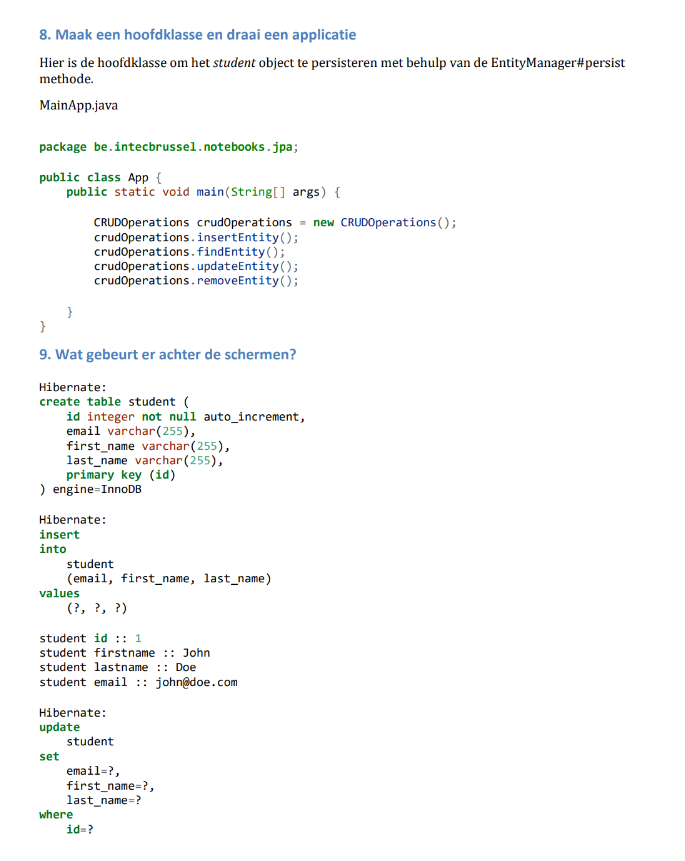 8. Maak een hoofdklasse en draai een applicatie
Hier is de hoofdklasse om het student object te persisteren met behulp van de EntityManager#persist
methode.
MainApp.java
package be.intecbrussel.notebooks.jpa;
public class App {
    public static void main(String[] args) {
        CRUDOperations crudOperations = new CRUDOperations();
        crudOperations.insertEntity();
        crudOperations.findEntity();
        crudOperations.updateEntity();
        crudOperations.removeEntity();
    }
}
9. Wat gebeurt er achter de schermen?
Hibernate:
create table student (
    id integer not null auto_increment,
    email varchar(255),
    first_name varchar(255),
    last_name varchar(255),
    primary key (id)
) engine=InnoDB
Hibernate:
insert
into
    student
    (email, first_name, last_name)
values
    (?, ?, ?)
student id :: 1
student firstname :: John
student lastname :: Doe
student email :: john@doe.com
Hibernate:
update
    student
set
    email=?,
    first_name=?,
    last_name=?
where
    id=?